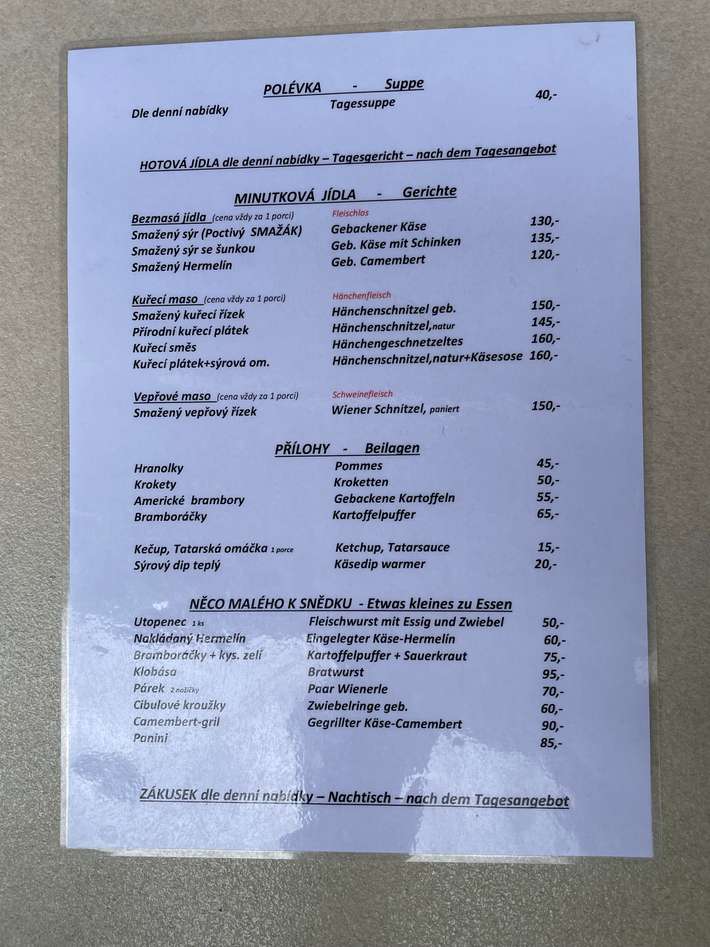 POLÉVKA - Suppe
Dle denní nabídky Tagessuppe 40,-
HOTOVÁ JÍDLA dle denní nabídky – Tagesgericht – nach dem Tagesangebot
MINUTKOVÁ JÍDLA - Gerichte
Bezmasá jídla (cena vždy za 1 porci) Fleischlos
Smažený sýr (Poctivý SMAŽÁK) Gebackener Käse 130,-
Smažený sýr se šunkou Geb. Käse mit Schinken 135,-
Smažený Hermelín Geb. Camembert 120,-
Kuřecí maso (cena vždy za 1 porci) Hänchenfleisch
Smažený kuřecí řízek Hänchenschnitzel geb. 150,-
Přírodní kuřecí plátek Hänchenschnitzel,natur 145,-
Kuřecí směs Hänchengeschnetzeltes 160,-
Kuřecí plátek+sýrová om. Hänchenschnitzel,natur+Käsesose 160,-
Vepřové maso (cena vždy za 1 porci) Schweinefleisch
Smažený vepřový řízek Wiener Schnitzel, paniert 150,-
PŘÍLOHY - Beilagen
Hranolky Pommes 45,-
Krokety Kroketten 50,-
Americké brambory Gebackene Kartoffeln 55,-
Bramboráčky Kartoffelpuffer 65,-
Kečup, Tatarská omáčka 1 porce Ketchup, Tatarsauce 15,-
Sýrový dip teplý Käsedip warmer 20,-
NĚCO MALÉHO K SNĚDKU - Etwas kleines zu Essen
Utopenec 1 ks Fleischwurst mit Essig und Zwiebel 50,-
Nakládaný Hermelín Eingelegter Käse-Hermelín 60,-
Bramboráčky + kys. zelí Kartoffelpuffer + Sauerkraut 75,-
Klobása Bratwurst 95,-
Párek 2 nožičky Paar Wienerle 70,-
Cibulové kroužky Zwiebelringe geb. 60,-
Camembert-gril Gegrillter Käse-Camembert 90,-
Panini 85,-
ZÁKUSEK dle denní nabídky – Nachtisch – nach dem Tagesangebot